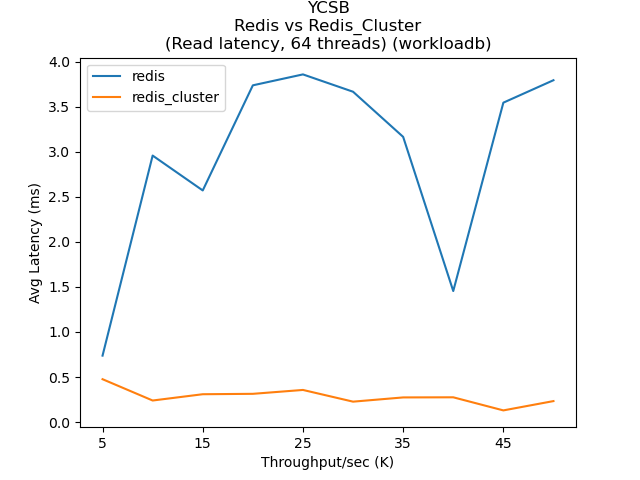 YCSB
Redis vs Redis_Cluster
(Read latency, 64 threads) (workloadb)
redis
redis_cluster
4.0
3.5
3.0
2.5
2.0
1.5
1.0
0.5
0.0
Avg Latency (ms)
5
15
25
35
45
Throughput/sec (K)